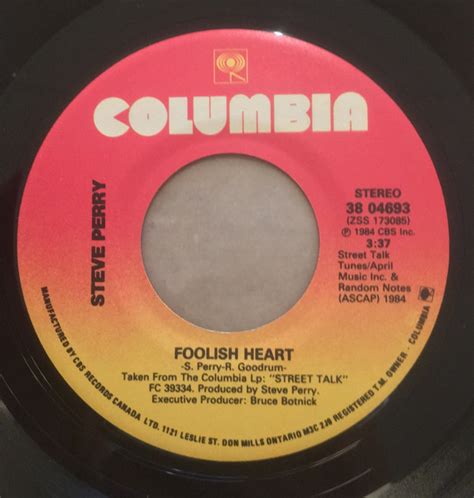 COLUMBIA
STEVE PERRY
STEREO
38 04693
(ZSS 173085)
℗ 1984 CBS Inc.
3:37
Street Talk
Tunes/April
Music Inc. &
Random Notes
(ASCAP) 1984
FOOLISH HEART
-S. Perry-R. Goodrum-
Taken From The Columbia Lp: "STREET TALK"
FC 39334. Produced by Steve Perry.
Executive Producer: Bruce Botnick
MANUFACTURED BY CBS RECORDS CANADA LTD. 1121 LESLIE ST. DON MILLS ONTARIO M3C 2J9 REGISTERED T.M. OWNER - COLUMBIA